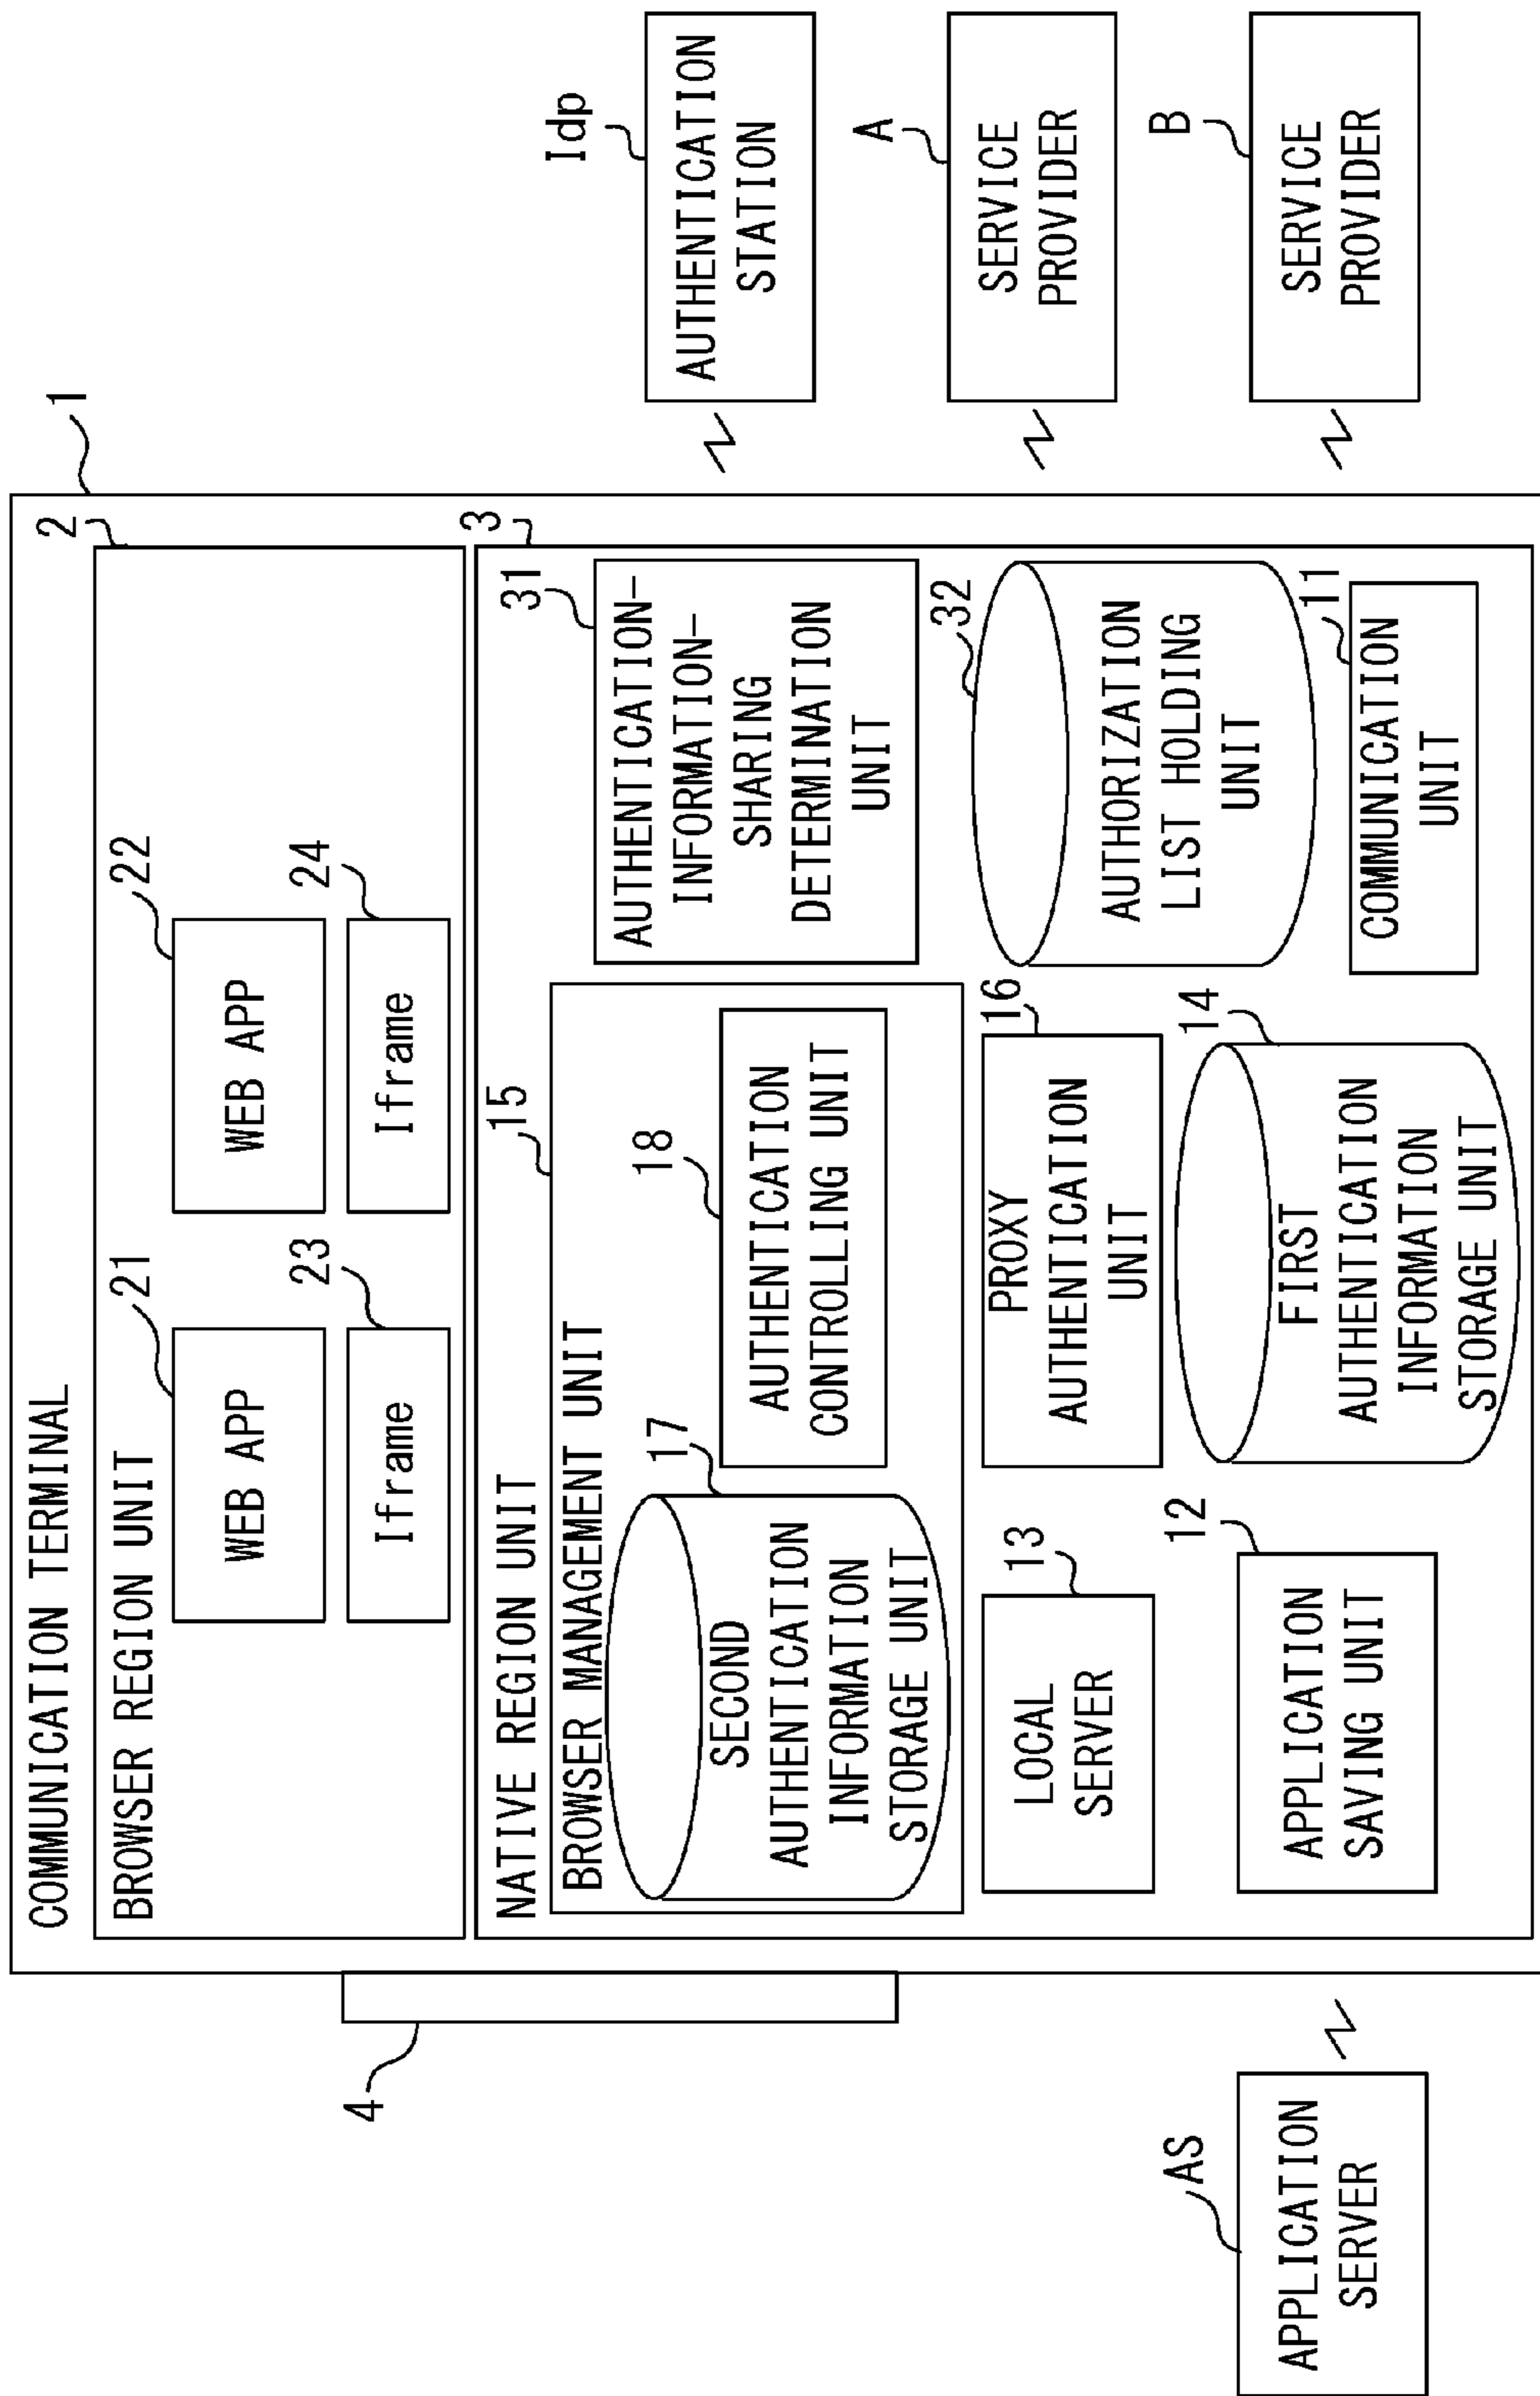 COMMUNICATION TERMINAL
1
BROWSER REGION UNIT
2
WEB APP
21
WEB APP
22
Iframe
23
Iframe
24
NATIVE REGION UNIT
3
BROWSER MANAGEMENT UNIT
15
SECOND
AUTHENTICATION
INFORMATION
STORAGE UNIT
17
AUTHENTICATION
CONTROLLING UNIT
18
AUTHENTICATION-
INFORMATION-
SHARING
DETERMINATION
UNIT
31
LOCAL
SERVER
13
PROXY
AUTHENTICATION
UNIT
16
AUTHORIZATION
LIST HOLDING
UNIT
32
APPLICATION
SAVING UNIT
12
FIRST
AUTHENTICATION
INFORMATION
STORAGE UNIT
14
COMMUNICATION
UNIT
11
4
APPLICATION
SERVER
AS
Idp
AUTHENTICATION
STATION
A
SERVICE
PROVIDER
B
SERVICE
PROVIDER